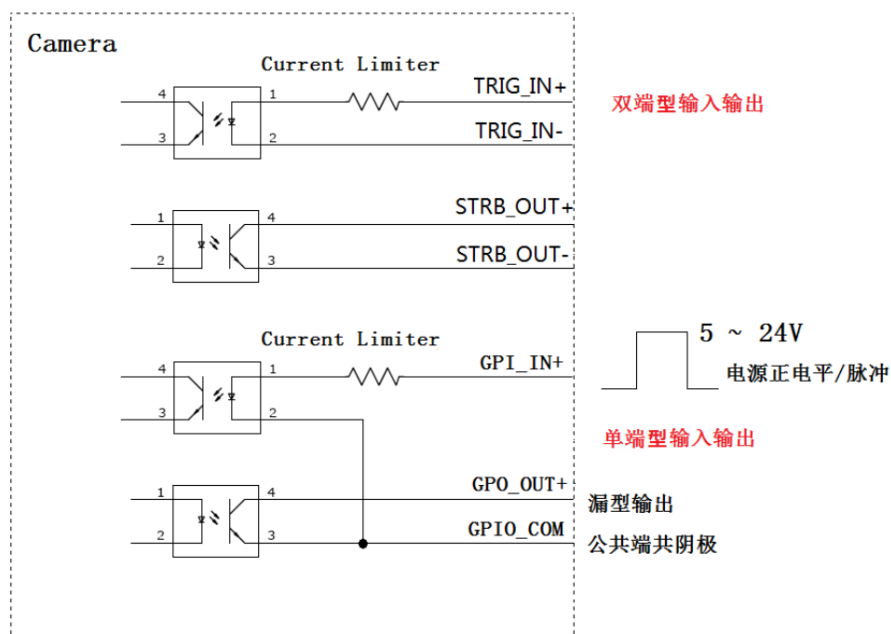 Camera
Current Limiter
4 1 TRIG_IN+
双端型输入输出
3 2 TRIG_IN-
1 4 STRB_OUT+
2 3 STRB_OUT-
Current Limiter
5 ~ 24V
4 1 GPI_IN+
电源正电平/脉冲
3 2
单端型输入输出
1 4 GPO_OUT+
漏型输出
2 3 GPIO_COM
公共端共阴极